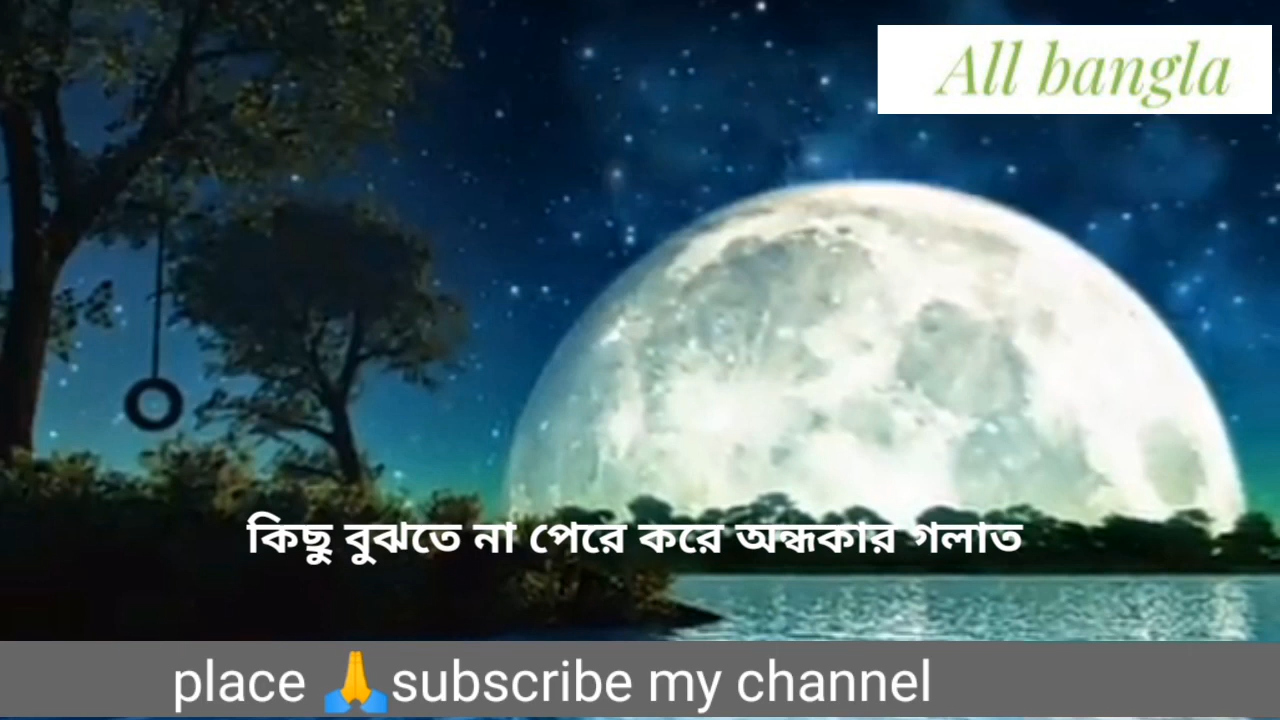 All bangla
কিছু বুঝতে না পেরে করে অন্ধকার গলাত
place 🙏subscribe my channel